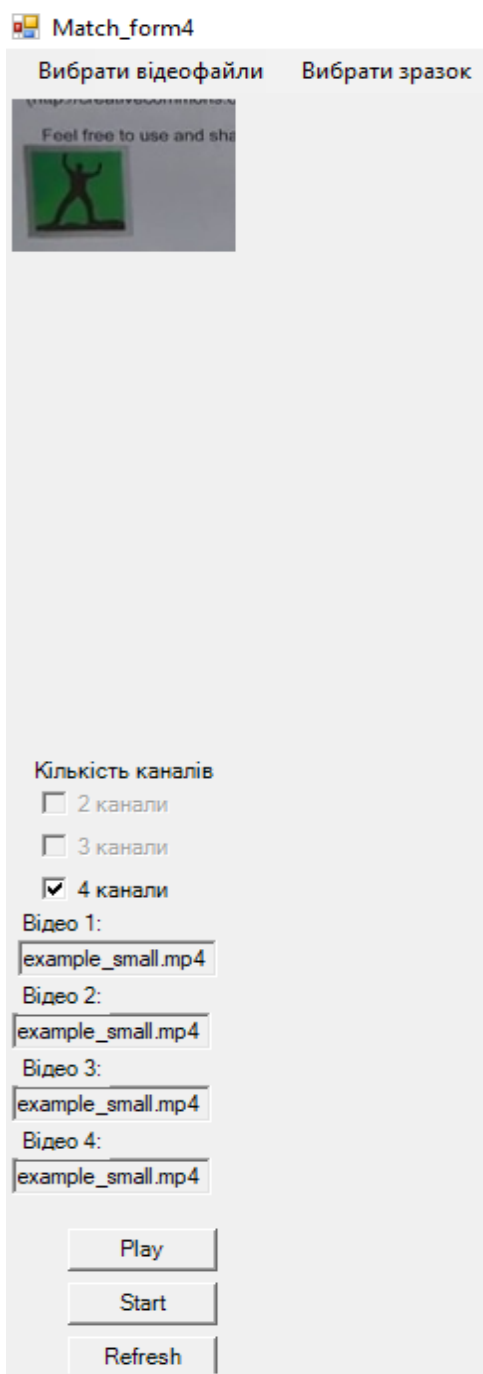 Match_form4
Вибрати відеофайли Вибрати зразок
(http://creativecommons.o
Feel free to use and sha
Кількість каналів
2 канали
3 канали
4 канали
Відео 1:
example_small.mp4
Відео 2:
example_small.mp4
Відео 3:
example_small.mp4
Відео 4:
example_small.mp4
Play
Start
Refresh